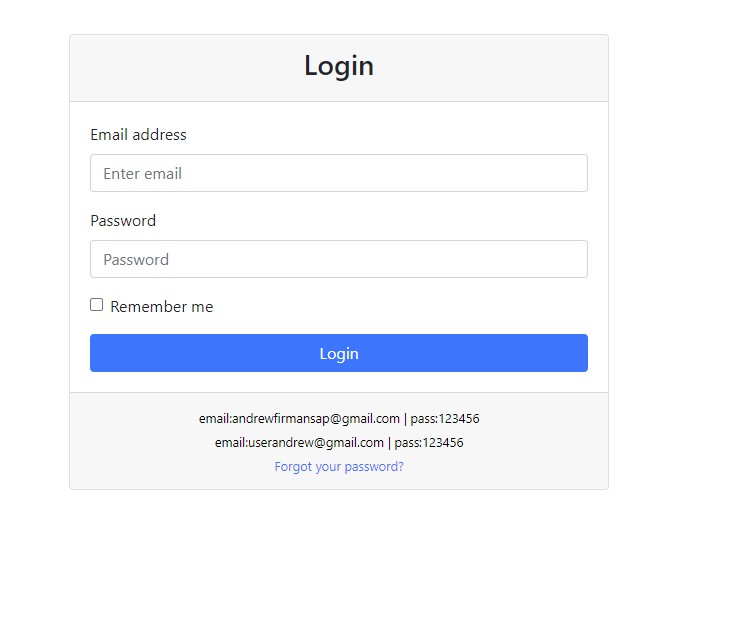 Login
Email address
Enter email
Password
Password
Remember me
Login
email:andrewfirmansap@gmail.com | pass:123456
email:userandrew@gmail.com | pass:123456
Forgot your password?